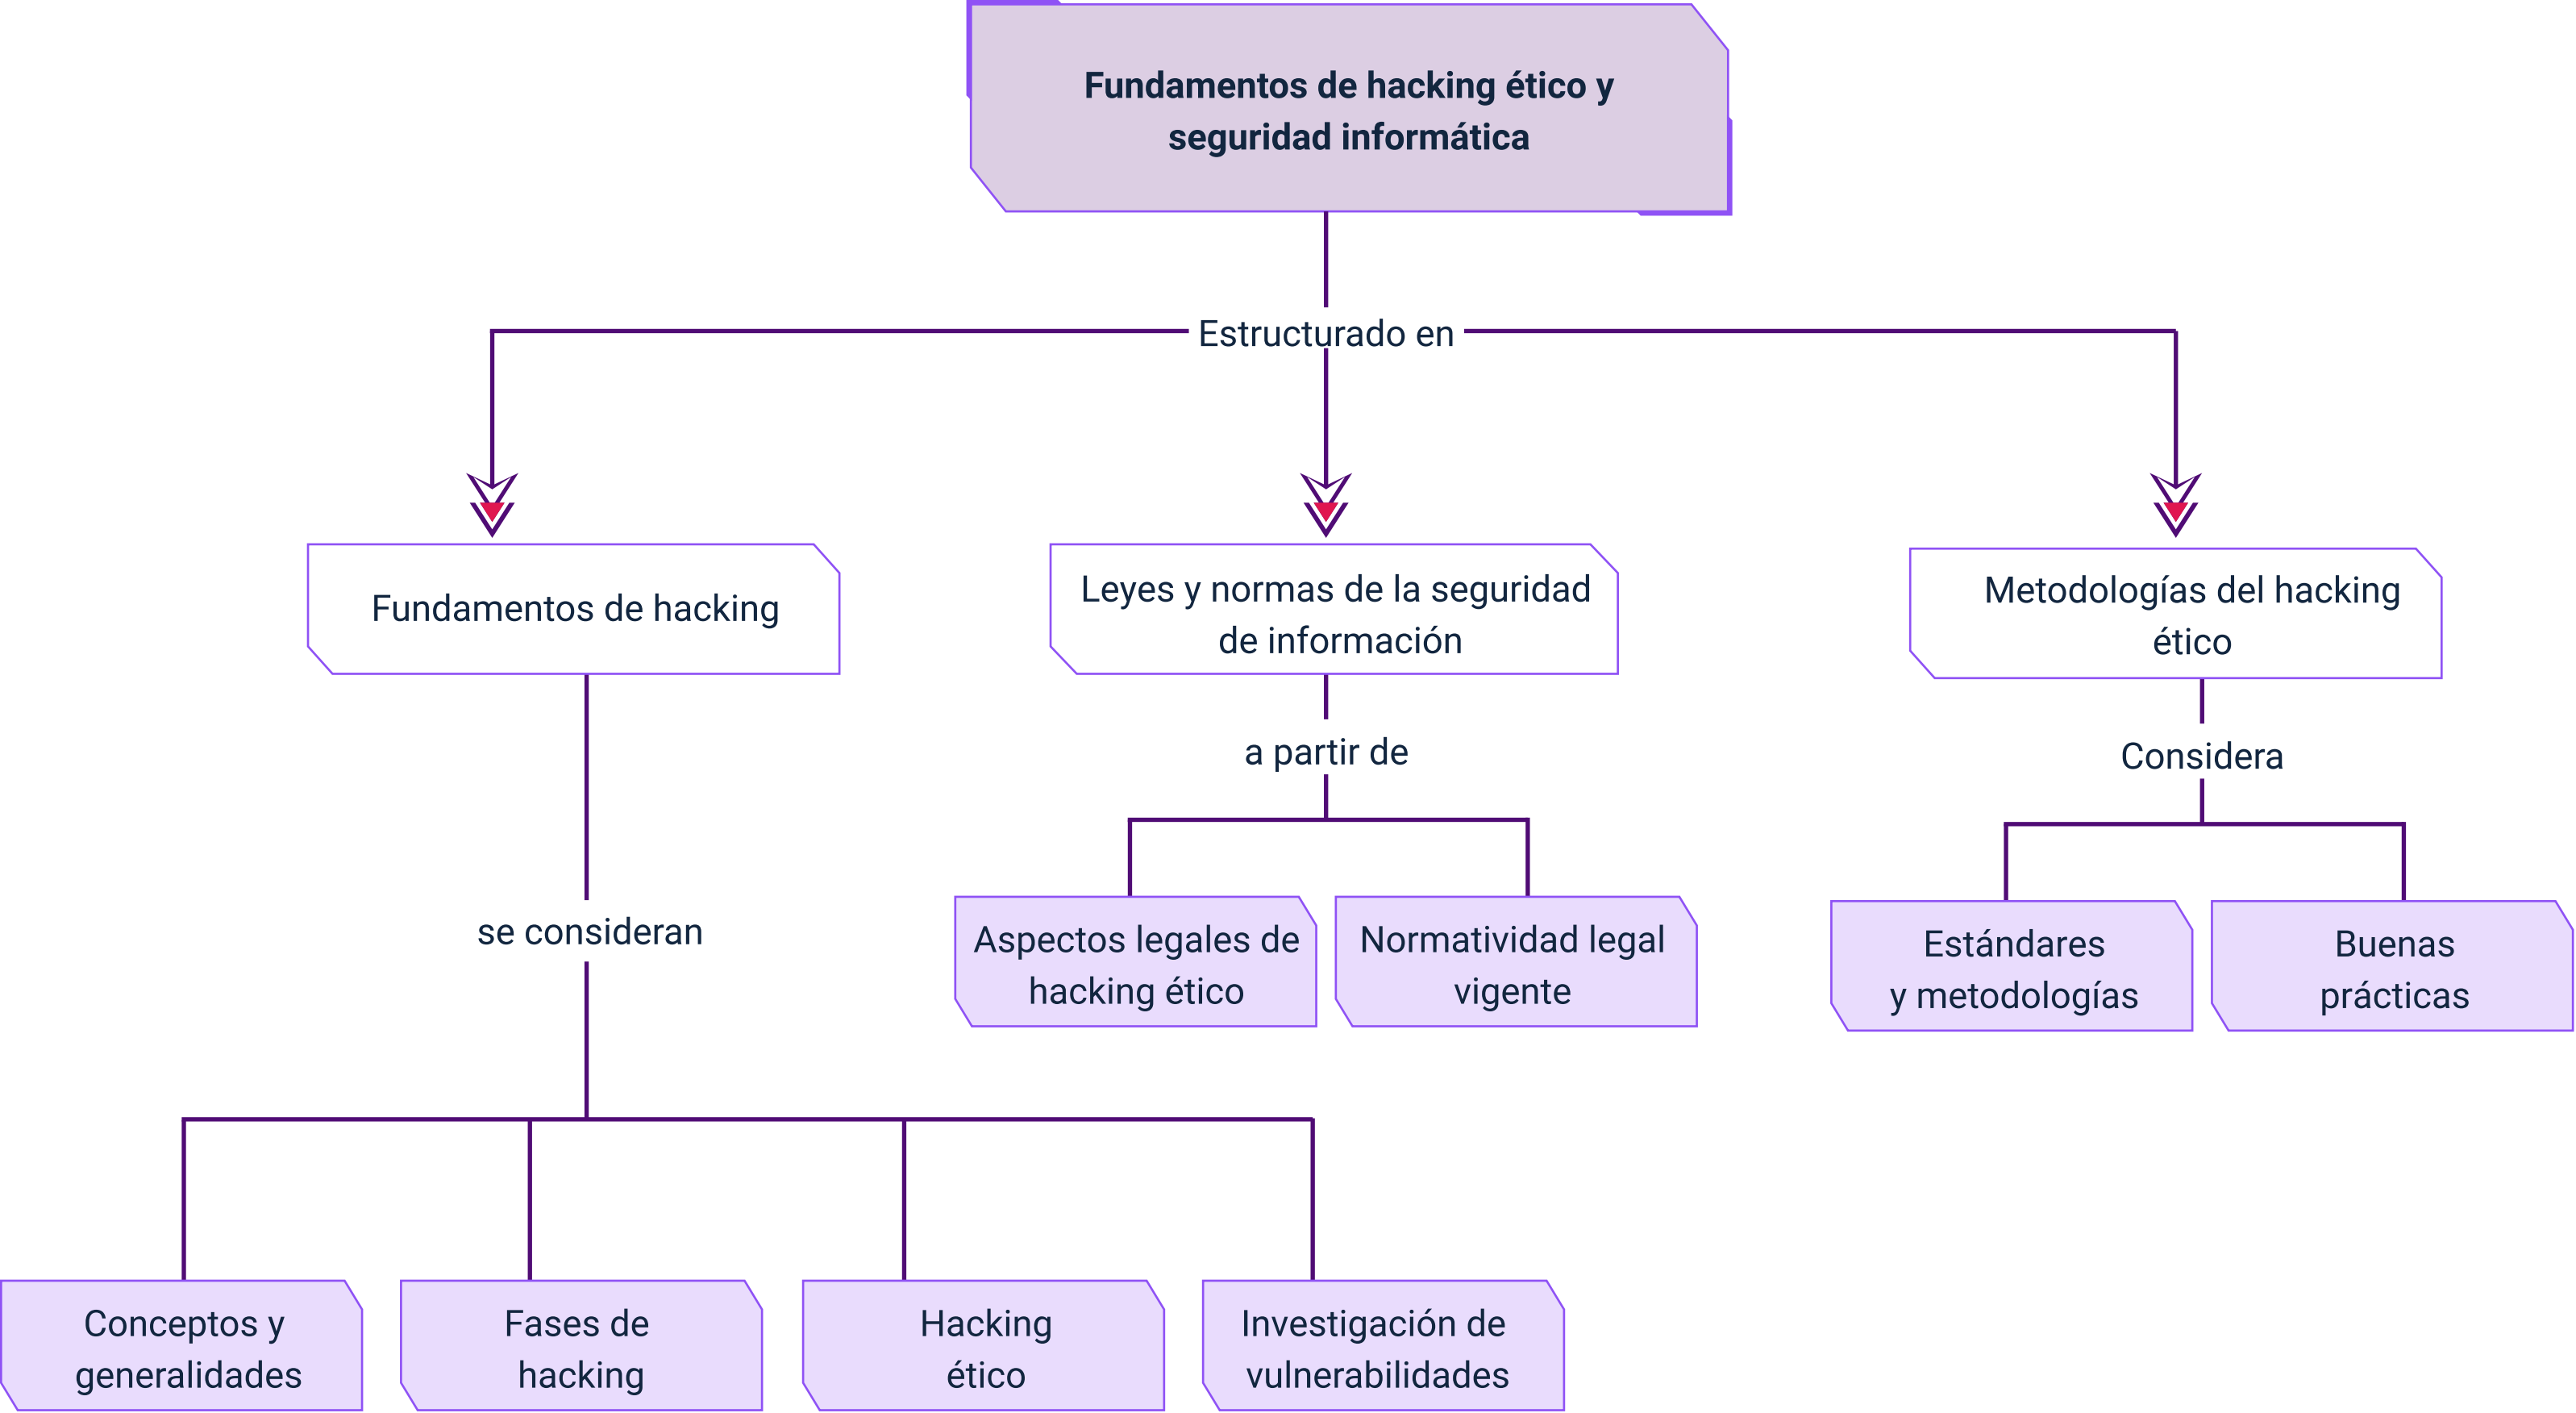 Fundamentos de hacking ético y
seguridad informática
Estructurado en
Fundamentos de hacking
Leyes y normas de la seguridad
de información
Metodologías del hacking
ético
se consideran
a partir de
Considera
Aspectos legales de
hacking ético
Normatividad legal
vigente
Estándares
y metodologías
Buenas
prácticas
Conceptos y
generalidades
Fases de
hacking
Hacking
ético
Investigación de
vulnerabilidades